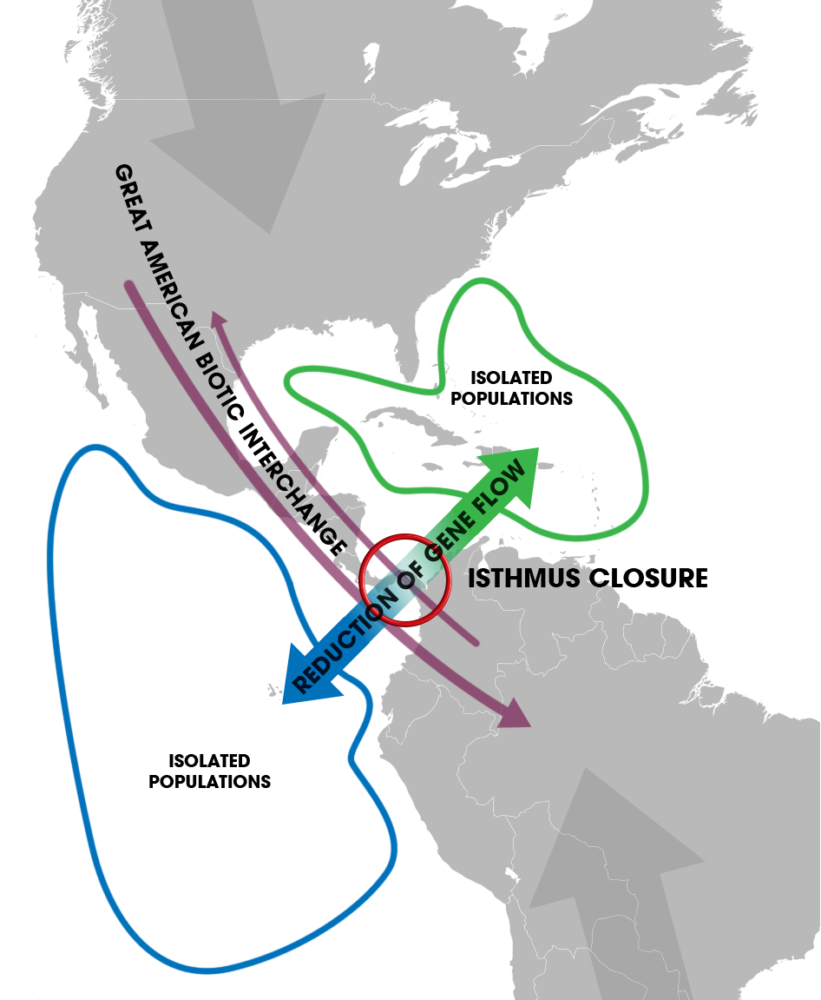 GREAT AMERICAN BIOTIC INTERCHANGE
ISOLATED
POPULATIONS
REDUCTION OF GENE FLOW
ISTHMUS CLOSURE
ISOLATED
POPULATIONS